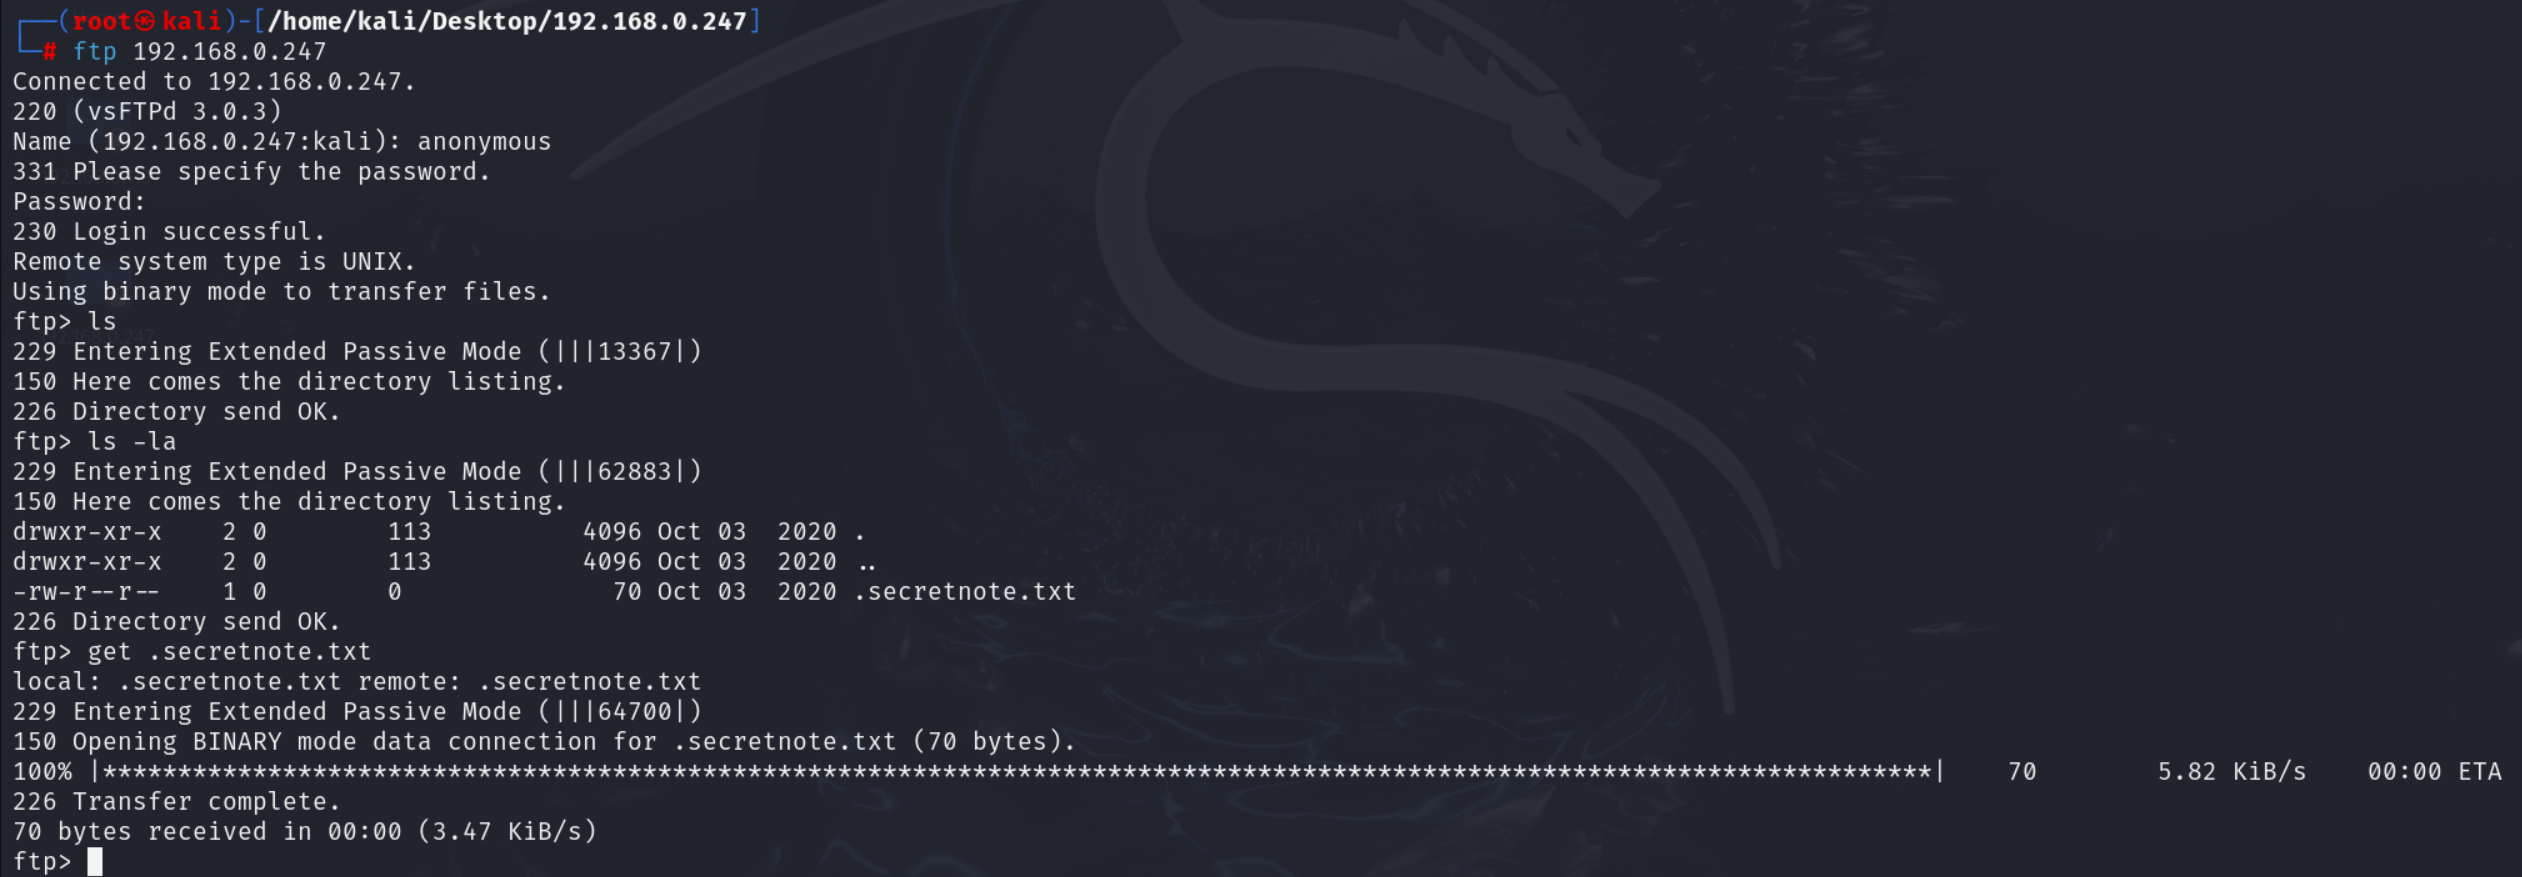 ┌──(root㉿kali)-[/home/kali/Desktop/192.168.0.247]
└─# ftp 192.168.0.247
Connected to 192.168.0.247.
220 (vsFTPd 3.0.3)
Name (192.168.0.247:kali): anonymous
331 Please specify the password.
Password:
230 Login successful.
Remote system type is UNIX.
Using binary mode to transfer files.
ftp> ls
229 Entering Extended Passive Mode (|||13367|)
150 Here comes the directory listing.
226 Directory send OK.
ftp> ls -la
229 Entering Extended Passive Mode (|||62883|)
150 Here comes the directory listing.
drwxr-xr-x    2 0        113          4096 Oct 03  2020 .
drwxr-xr-x    2 0        113          4096 Oct 03  2020 ..
-rw-r--r--    1 0        0              70 Oct 03  2020 .secretnote.txt
226 Directory send OK.
ftp> get .secretnote.txt
local: .secretnote.txt remote: .secretnote.txt
229 Entering Extended Passive Mode (|||64700|)
150 Opening BINARY mode data connection for .secretnote.txt (70 bytes).
100% |**************************************************************************************************************************|    70        5.82 KiB/s    00:00 ETA
226 Transfer complete.
70 bytes received in 00:00 (3.47 KiB/s)
ftp>